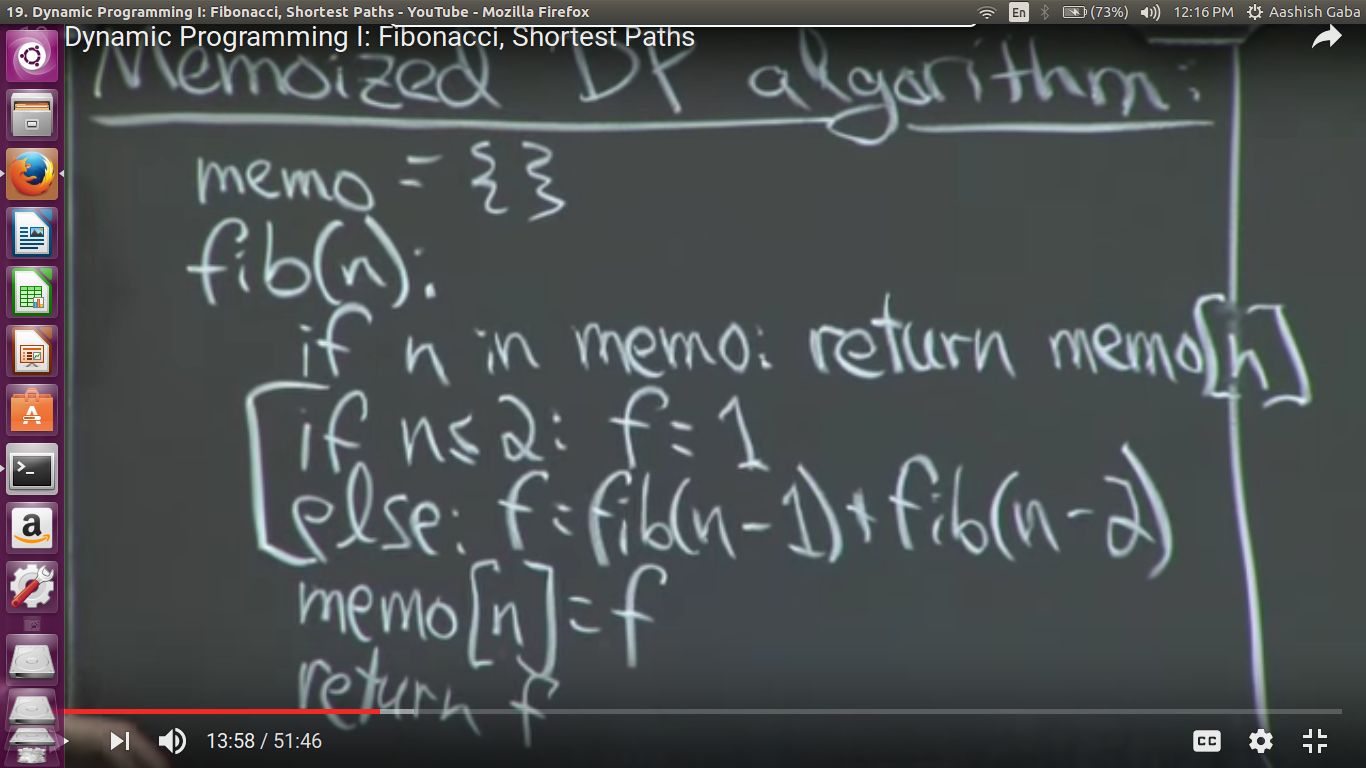 19. Dynamic Programming I: Fibonacci, Shortest Paths - YouTube - Mozilla Firefox En (73%) 12:16 PM Aashish Gaba
Dynamic Programming I: Fibonacci, Shortest Paths
Memoized DP algorithm:
memo = { }
fib(n):
if n in memo: return memo[n]
if n≤2: f=1
else: f=fib(n-1)+fib(n-2)
memo[n]=f
return f
13:58 / 51:46 CC